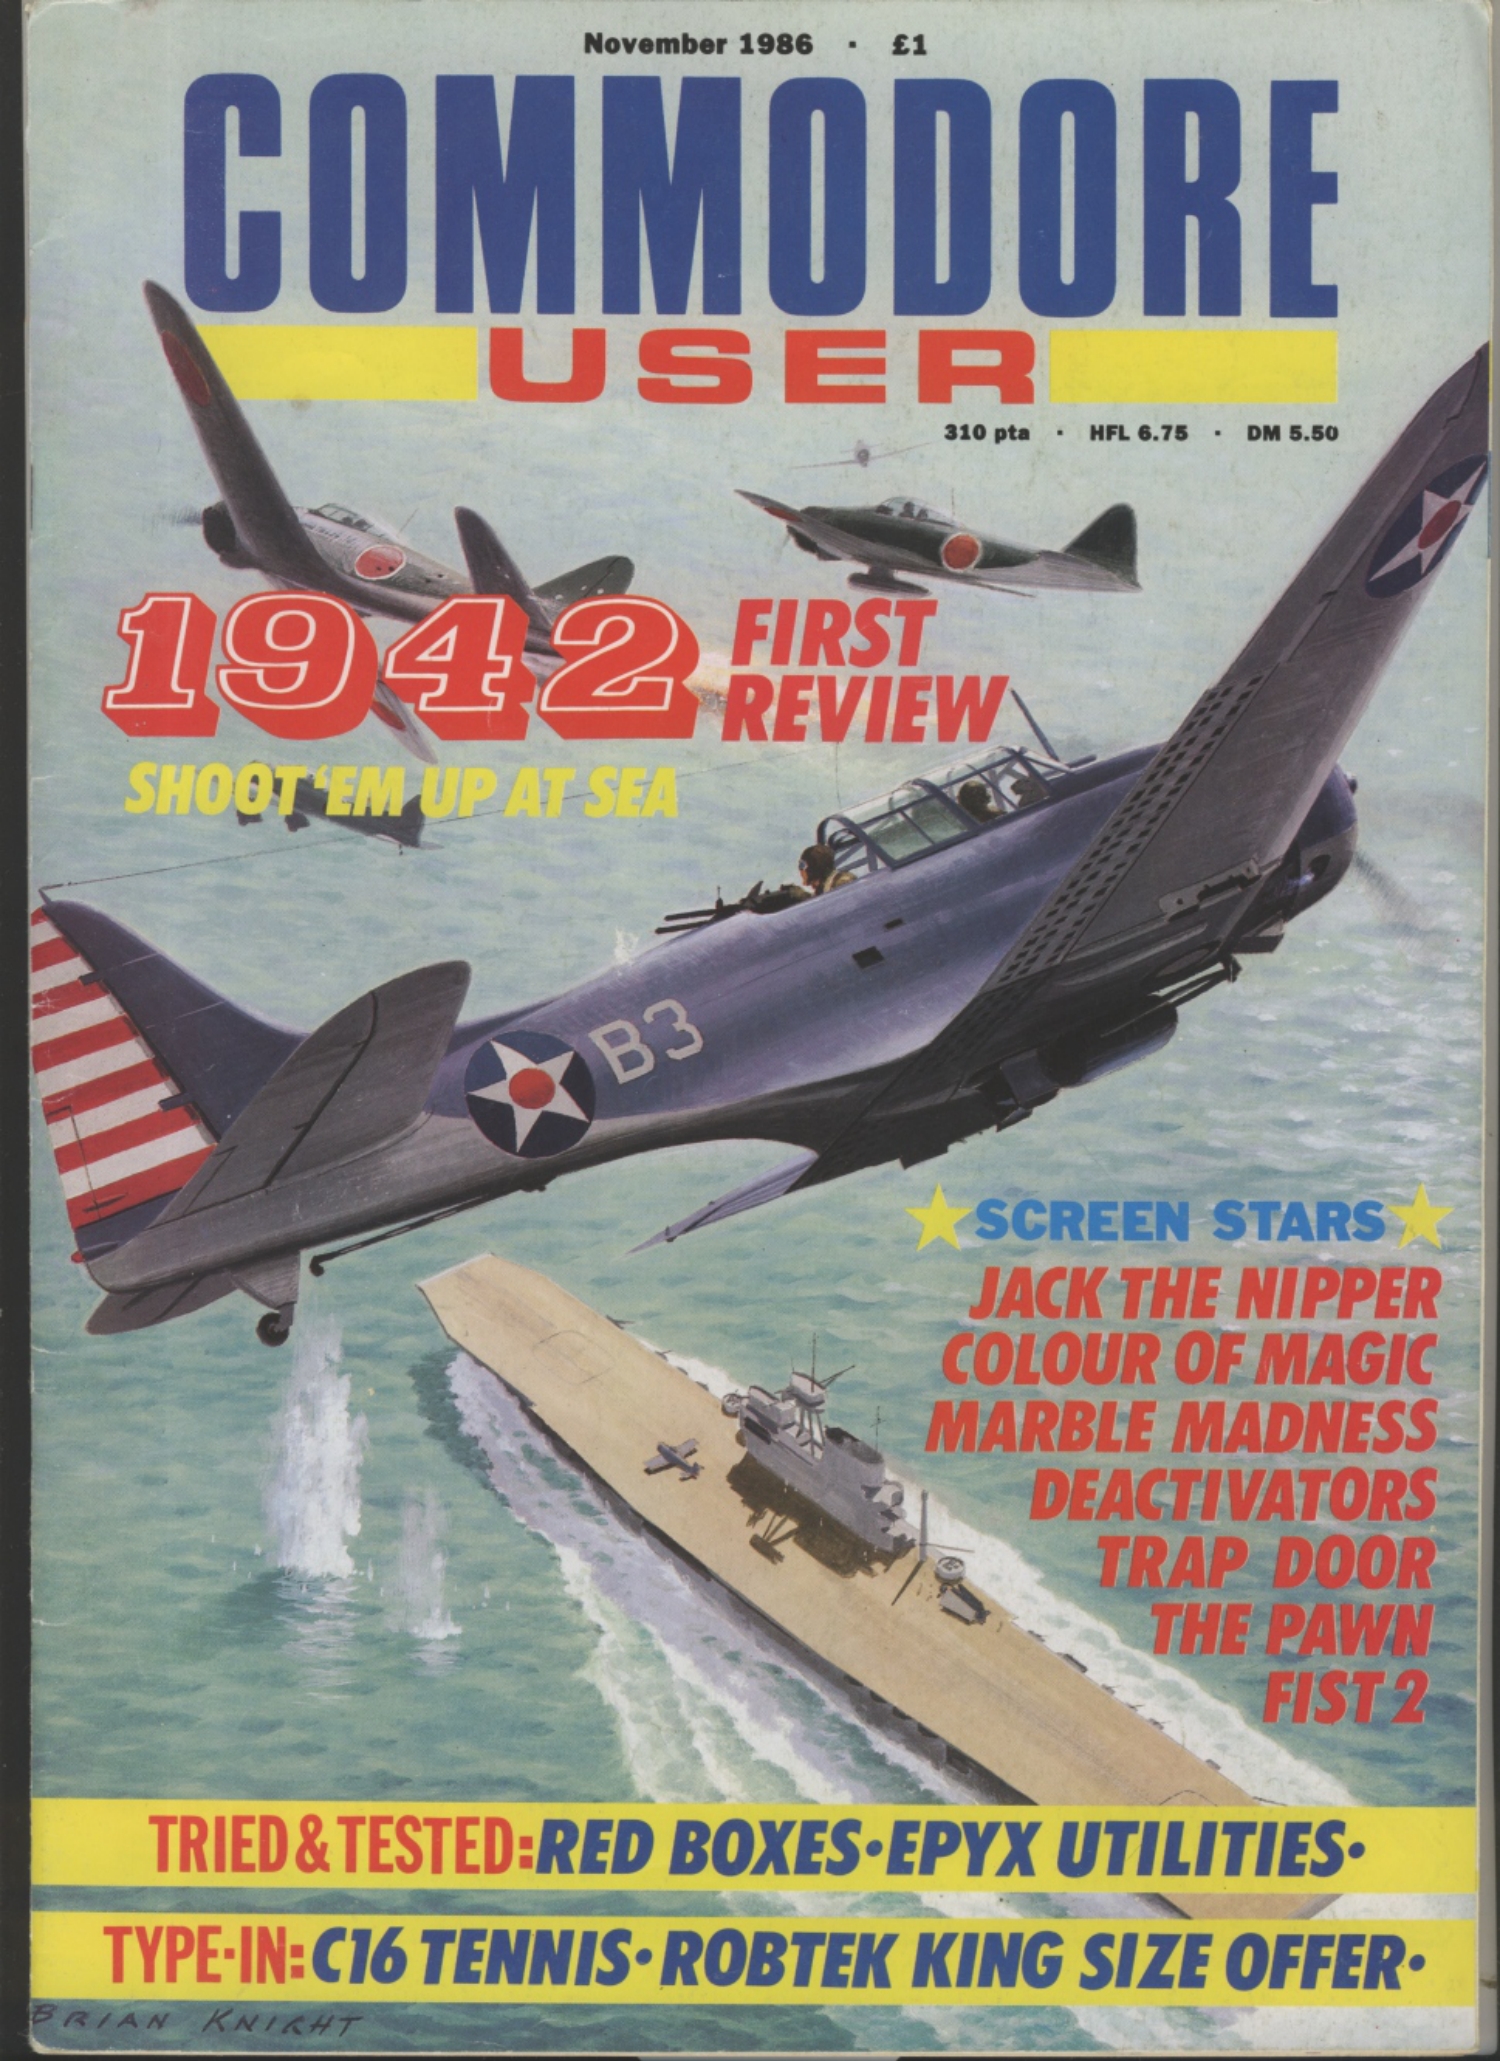 November 1986 · £1
COMMODORE
USER
310 pta · HFL 6.75 · DM 5.50
1942
FIRST
REVIEW
SHOOT 'EM UP AT SEA
B3
SCREEN STARS
JACK THE NIPPER
COLOUR OF MAGIC
MARBLE MADNESS
DEACTIVATORS
TRAP DOOR
THE PAWN
FIST 2
TRIED & TESTED: RED BOXES · EPYX UTILITIES ·
TYPE-IN: C16 TENNIS · ROBTEK KING SIZE OFFER ·
BRIAN KNIGHT